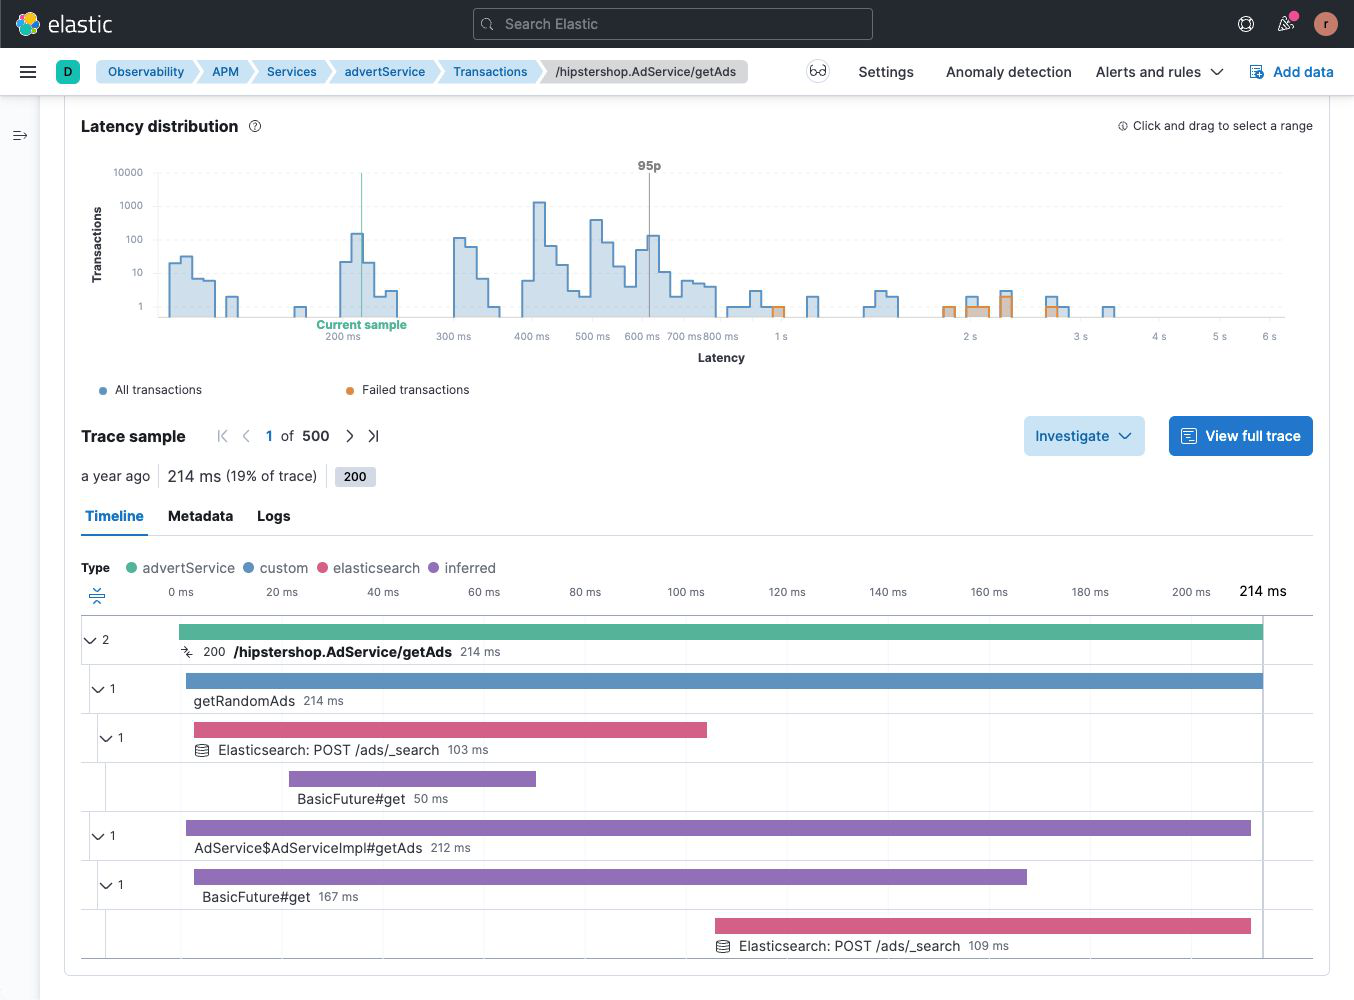 elastic
Search Elastic
r
D
Observability
APM
Services
advertService
Transactions
/hipstershop.AdService/getAds
Settings
Anomaly detection
Alerts and rules
Add data
Latency distribution
Click and drag to select a range
95p
Transactions
10000
1000
100
10
1
Current sample
200 ms
300 ms
400 ms
500 ms
600 ms
700 ms
800 ms
1 s
2 s
3 s
4 s
5 s
6 s
Latency
All transactions
Failed transactions
Trace sample
1 of 500
Investigate
View full trace
a year ago
214 ms (19% of trace)
200
Timeline
Metadata
Logs
Type
advertService
custom
elasticsearch
inferred
0 ms
20 ms
40 ms
60 ms
80 ms
100 ms
120 ms
140 ms
160 ms
180 ms
200 ms
214 ms
2
200 /hipstershop.AdService/getAds 214 ms
1
getRandomAds 214 ms
1
Elasticsearch: POST /ads/_search 103 ms
BasicFuture#get 50 ms
1
AdService$AdServiceImpl#getAds 212 ms
1
BasicFuture#get 167 ms
Elasticsearch: POST /ads/_search 109 ms